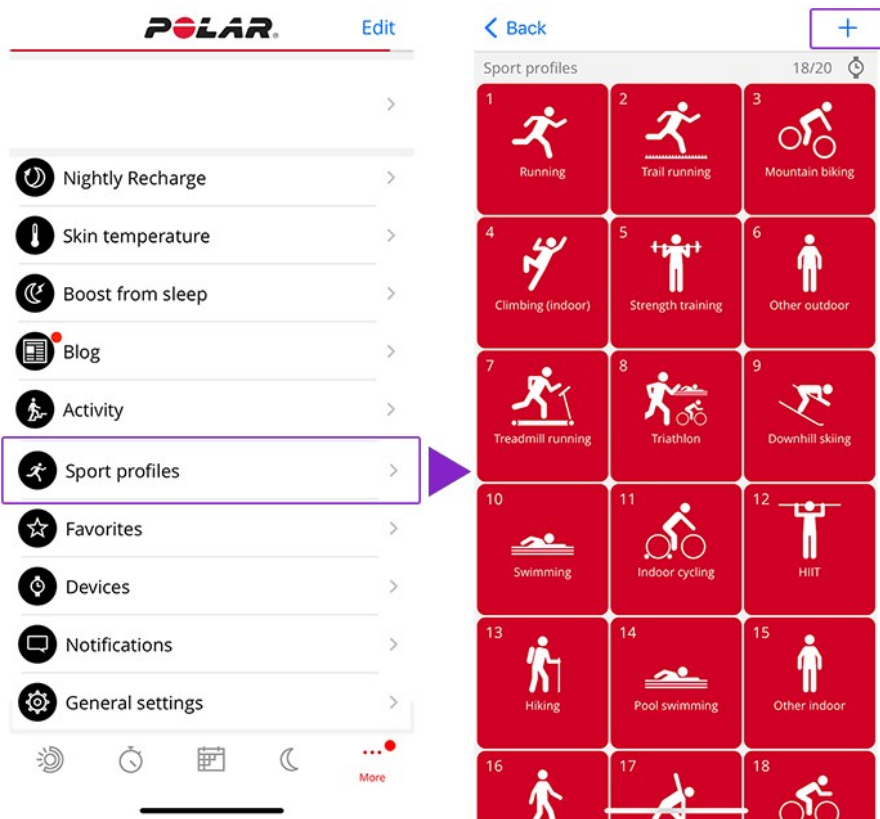 POLAR
Edit
Nightly Recharge
Skin temperature
Boost from sleep
Blog
Activity
Sport profiles
Favorites
Devices
Notifications
General settings
More
Back
+
Sport profiles 18/20
1 2 3
Running Trail running Mountain biking
4 5 6
Climbing (indoor) Strength training Other outdoor
7 8 9
Treadmill running Triathlon Downhill skiing
10 11 12
Swimming Indoor cycling HIIT
13 14 15
Hiking Pool swimming Other indoor
16 17 18